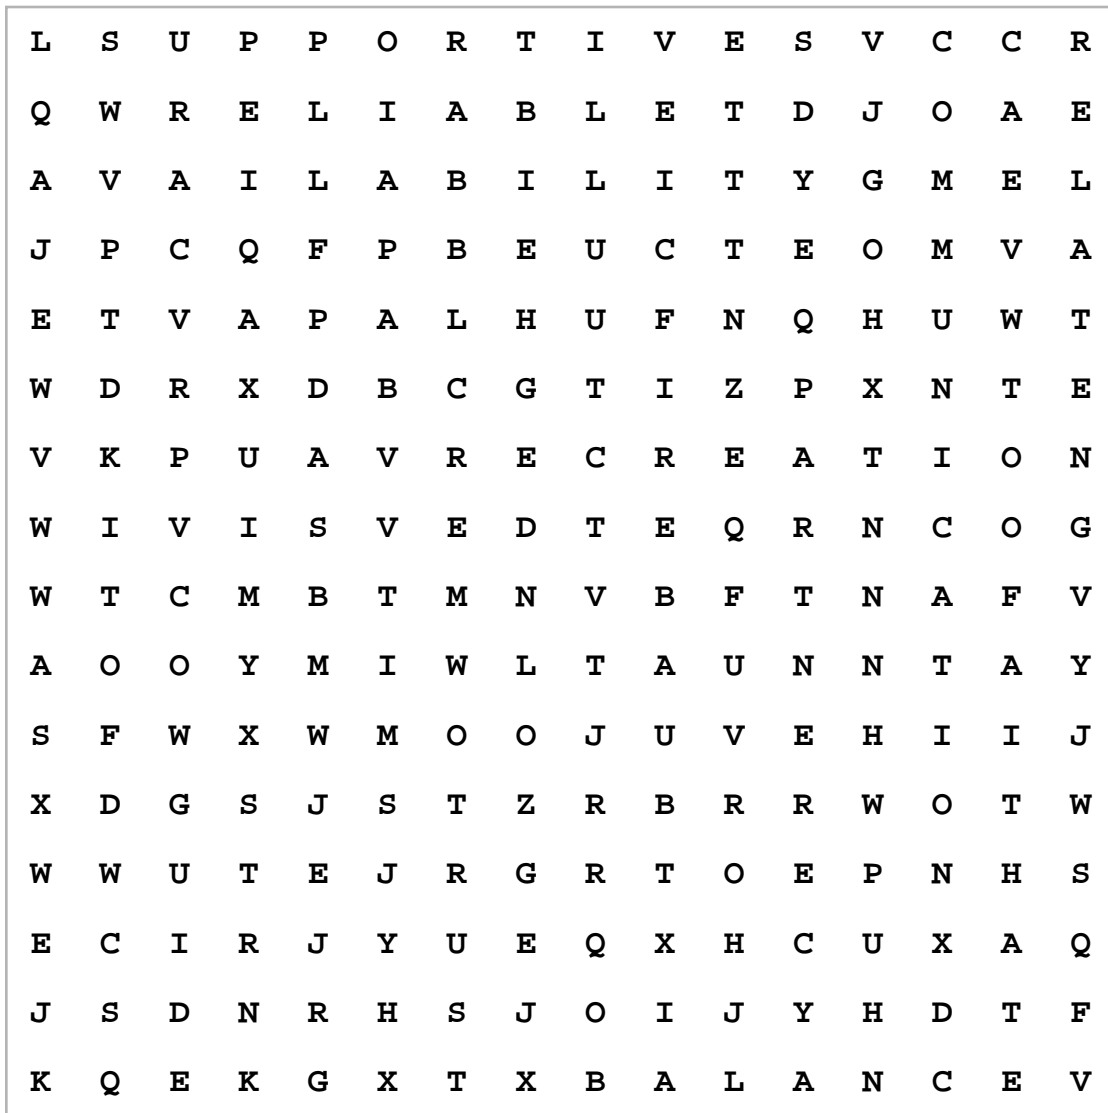 L S U P P O R T I V E S V C C R
Q W R E L I A B L E T D J O A E
A V A I L A B I L I T Y G M E L
J P C Q F P B E U C T E O M V A
E T V A P A L H U F N Q H U W T
W D R X D B C G T I Z P X N T E
V K P U A V R E C R E A T I O N
W I V I S V E D T E Q R N C O G
W T C M B T M N V B F T N A F V
A O O Y M I W L T A U N N T A Y
S F W X W M O O J U V E H I I J
X D G S J S T Z R B R R W O T W
W W U T E J R G R T O E P N H S
E C I R J Y U E Q X H C U X A Q
J S D N R H S J O I J Y H D T F
K Q E K G X T X B A L A N C E V